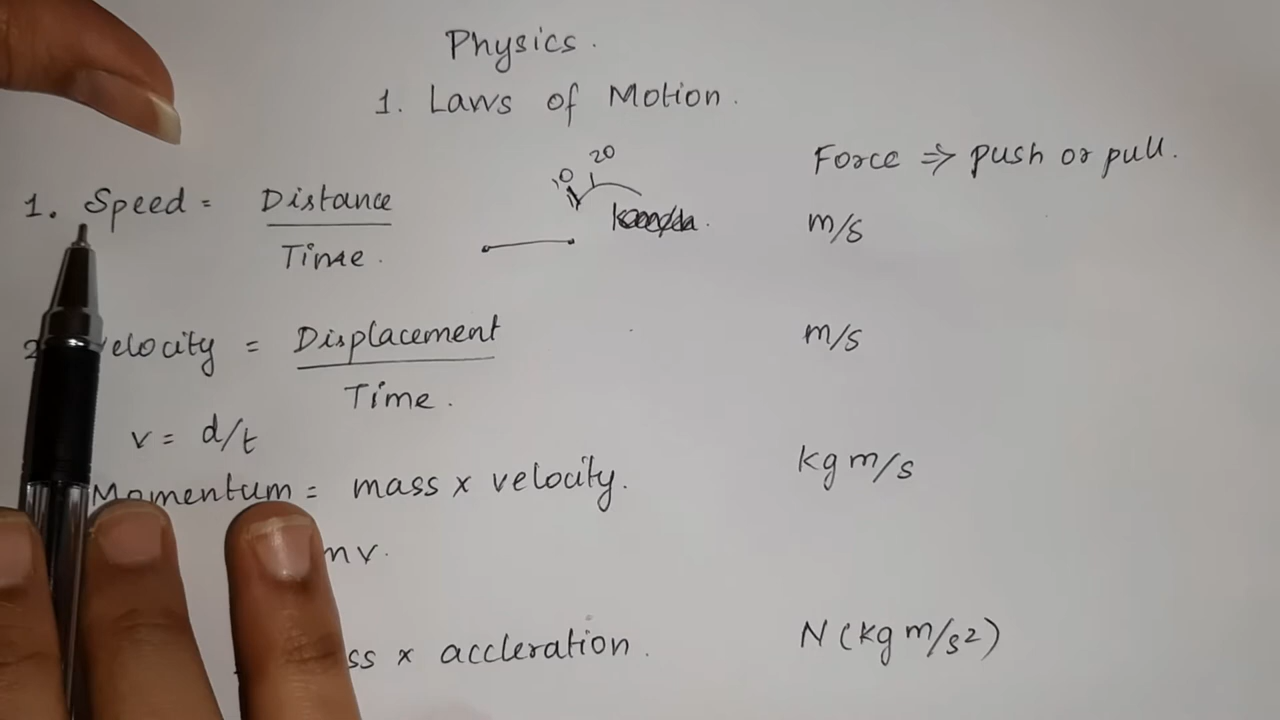 Physics.
1. Laws of Motion.
Force ⇒ push or pull.
10 20
1. Speed = Distance m/s
Time.
elocity = Displacement m/s
Time.
v = d/t
Momentum = mass x velocity. kg m/s
mv.
ss x accleration. N (kg m/s2)